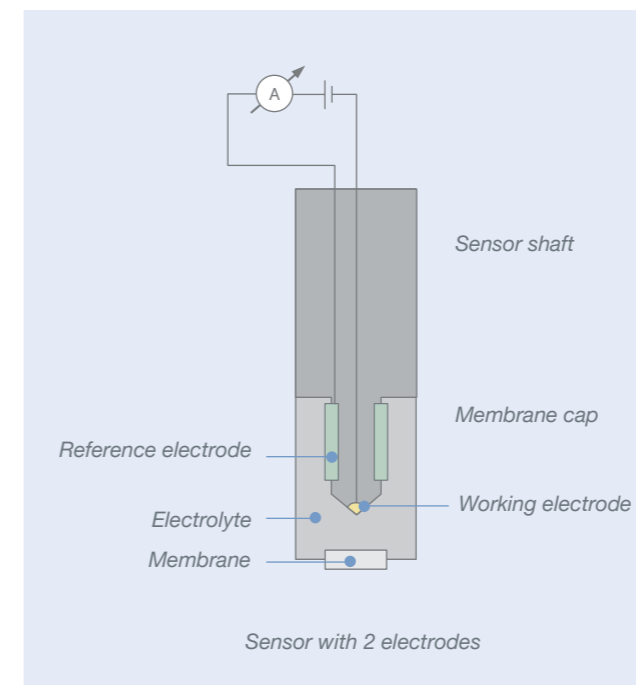 A
Sensor shaft
Membrane cap
Reference electrode
Working electrode
Electrolyte
Membrane
Sensor with 2 electrodes